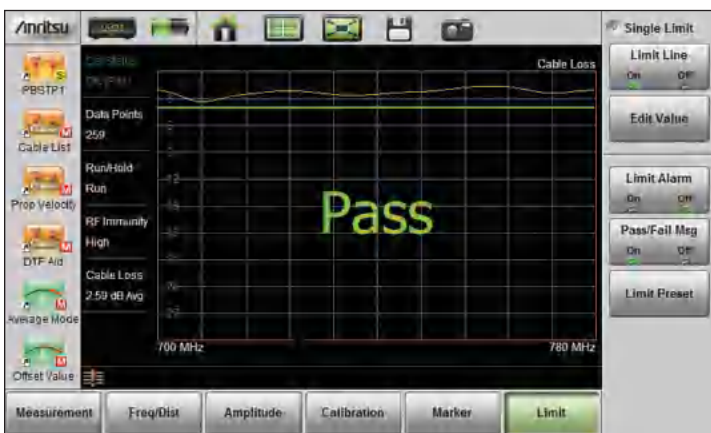 Anritsu
Single Limit
PBSTP1
Cable List
Prop Velocity
DTF Aid
Average Mode
Offset Value
Cal Status
Data Points
259
Run/Hold
Run
RF Immunity
High
Cable Loss
2.59 dB Avg
Cable Loss
Pass
700 MHz
780 MHz
Limit Line
On Off
Edit Value
Limit Alarm
On Off
Pass/Fail Msg
On Off
Limit Preset
Measurement
Freq/Dist
Amplitude
Calibration
Marker
Limit